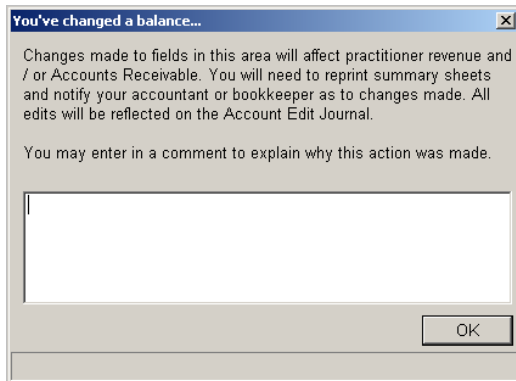 You've changed a balance...
Changes made to fields in this area will affect practitioner revenue and
/ or Accounts Receivable. You will need to reprint summary sheets
and notify your accountant or bookkeeper as to changes made. All
edits will be reflected on the Account Edit Journal.
You may enter in a comment to explain why this action was made.
OK